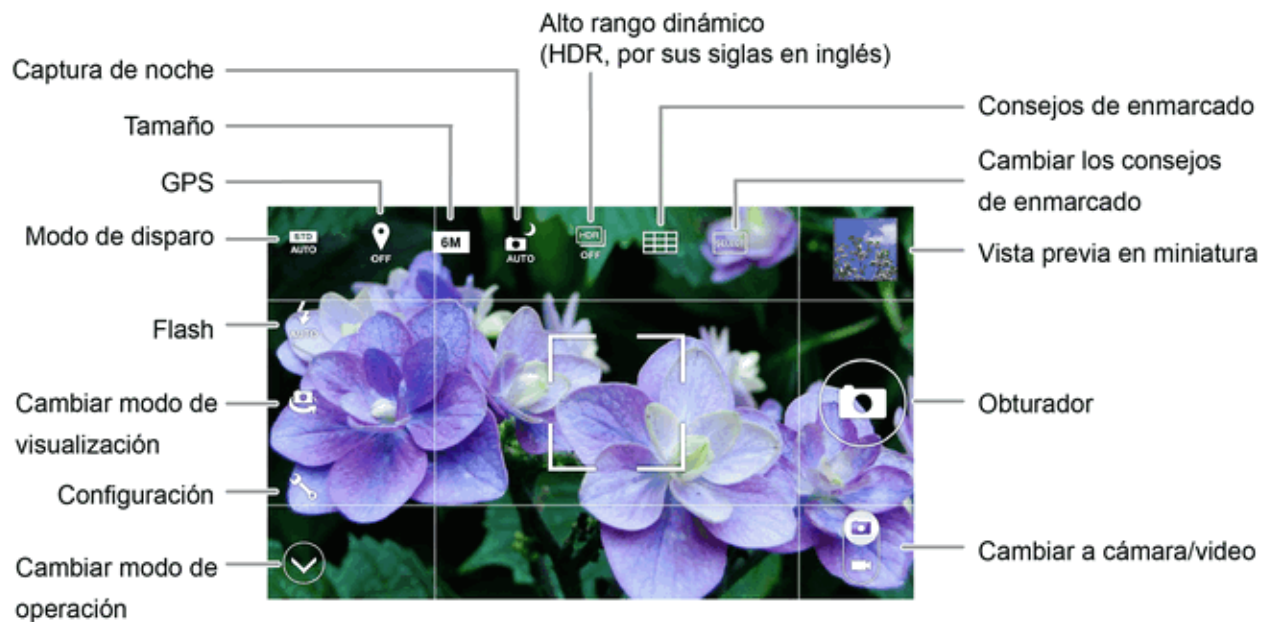 Alto rango dinámico
(HDR, por sus siglas en inglés)
Captura de noche
Tamaño
GPS
Modo de disparo
Flash
Cambiar modo de
visualización
Configuración
Cambiar modo de
operación
Consejos de enmarcado
Cambiar los consejos
de enmarcado
Vista previa en miniatura
Obturador
Cambiar a cámara/video
STD
AUTO
OFF
6M
AUTO
HDR
OFF
SELECT
AUTO